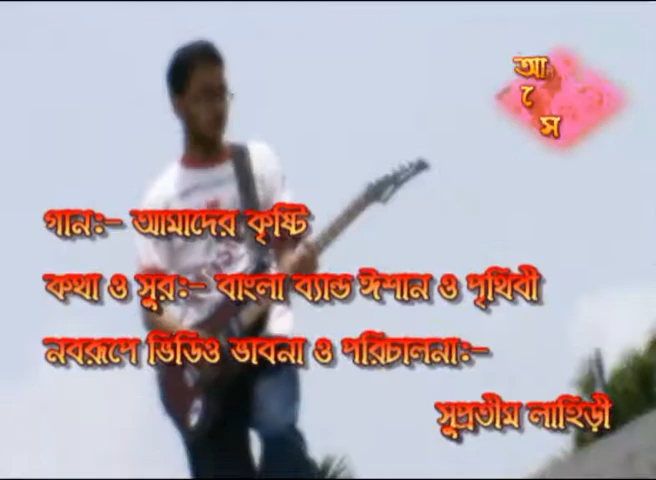 আ
সে
গান:- আমাদের কৃষ্টি
কথা ও সুর:- বাংলা ব্যান্ড ঈশান ও পৃথিবী
নবরূপে ভিডিও ভাবনা ও পরিচালনা:-
সুপ্রতীম লাহিড়ী